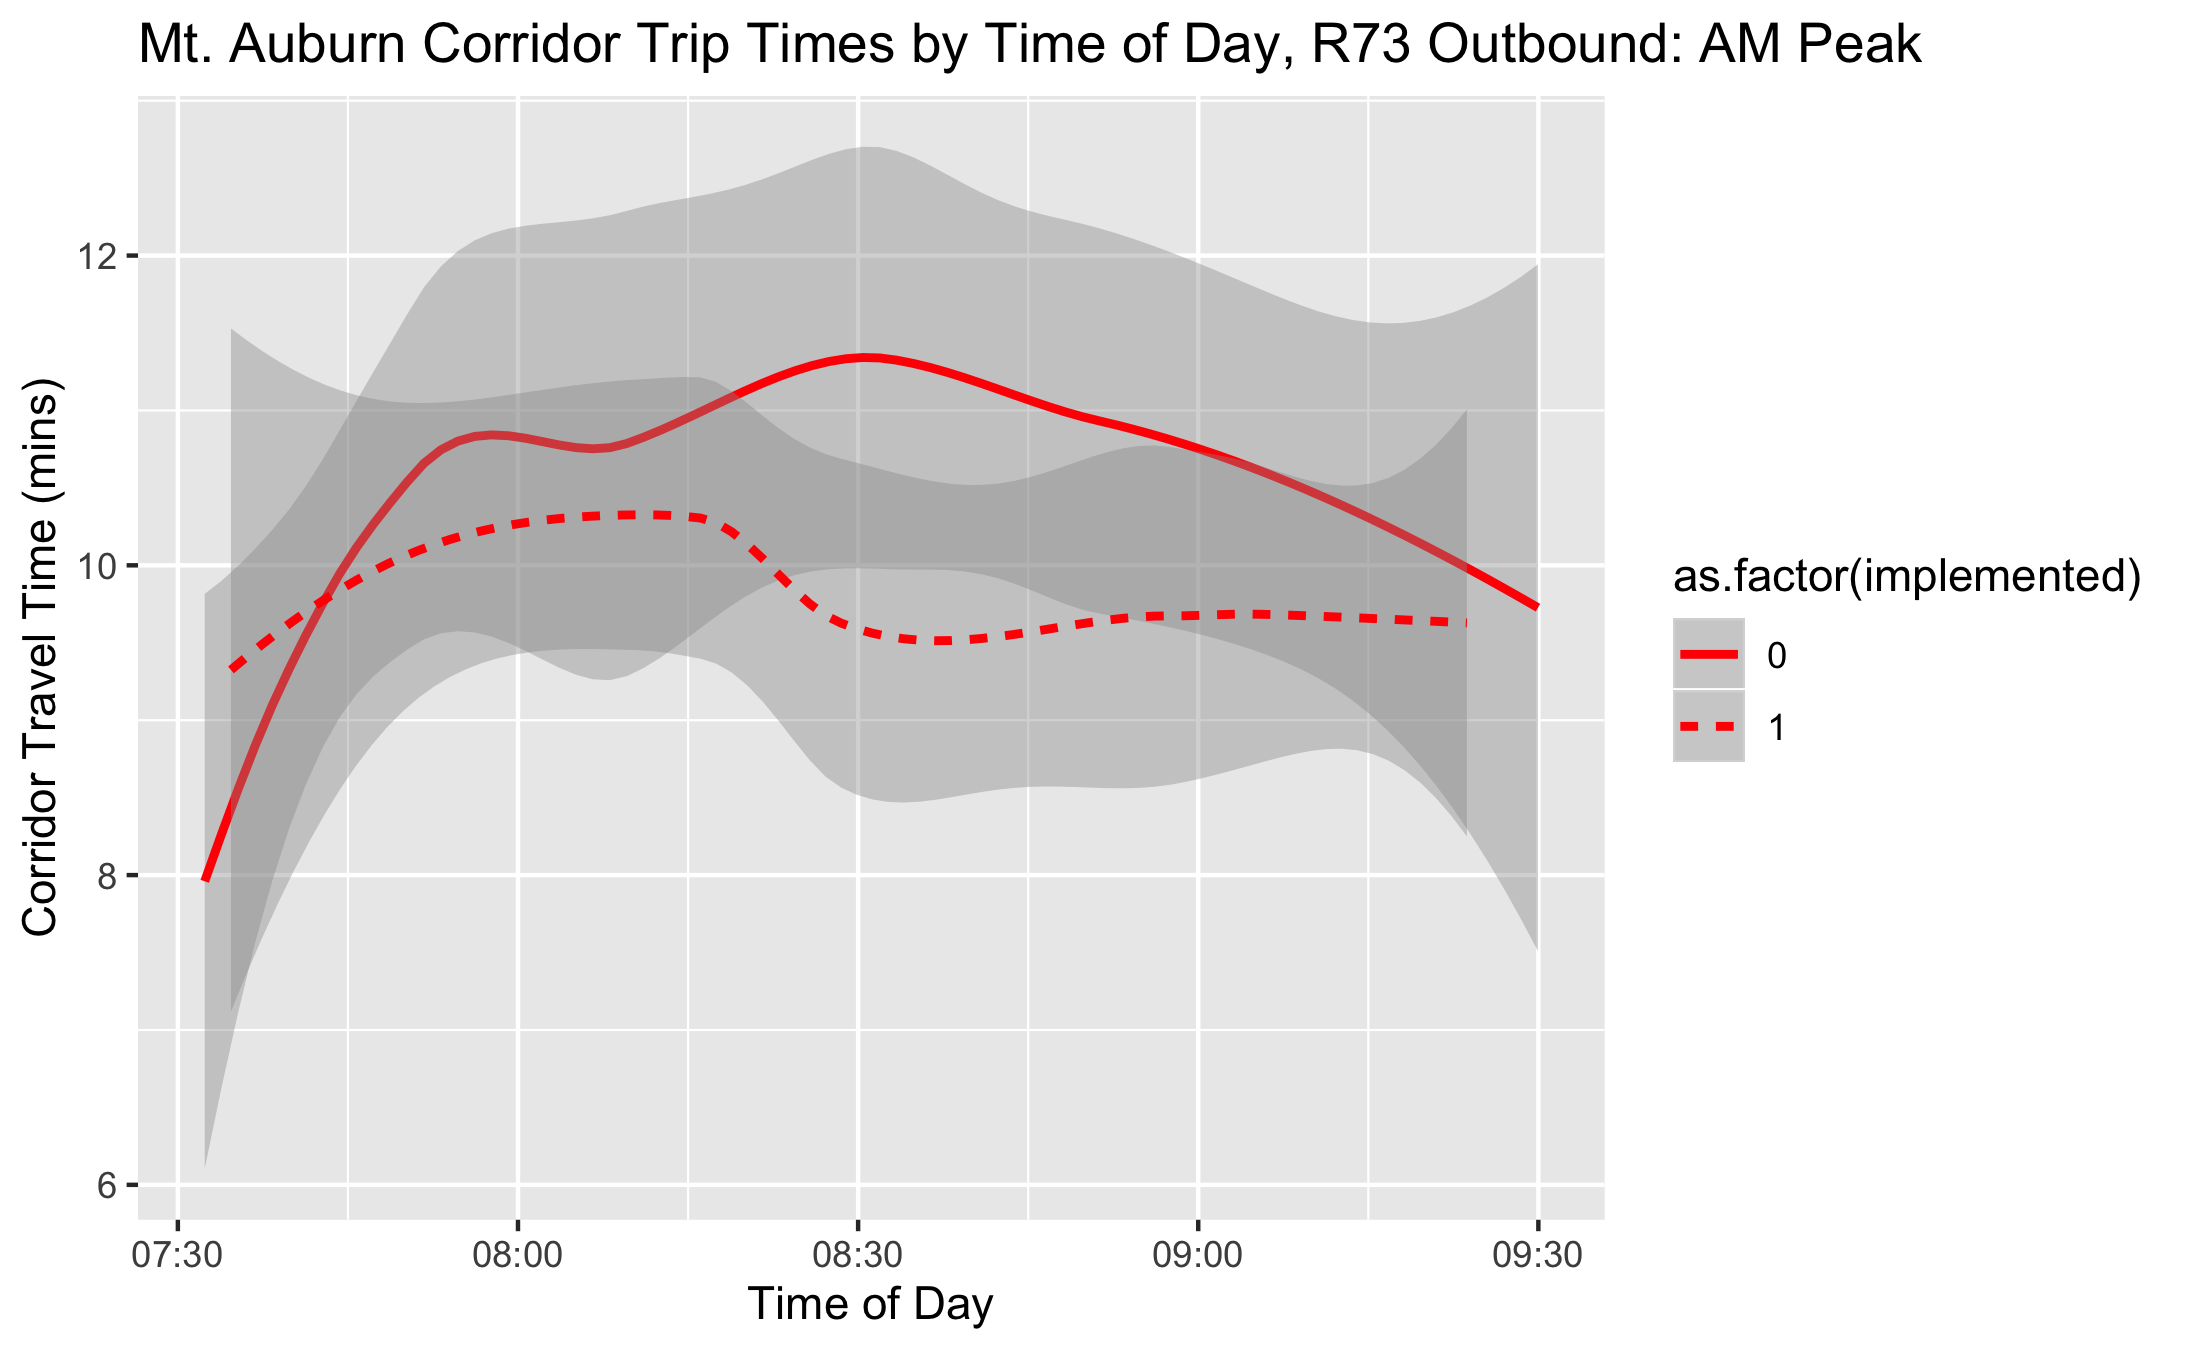 Mt. Auburn Corridor Trip Times by Time of Day, R73 Outbound: AM Peak
Corridor Travel Time (mins)
12
10
8
6
07:30 08:00 08:30 09:00 09:30
Time of Day
as.factor(implemented)
0
1